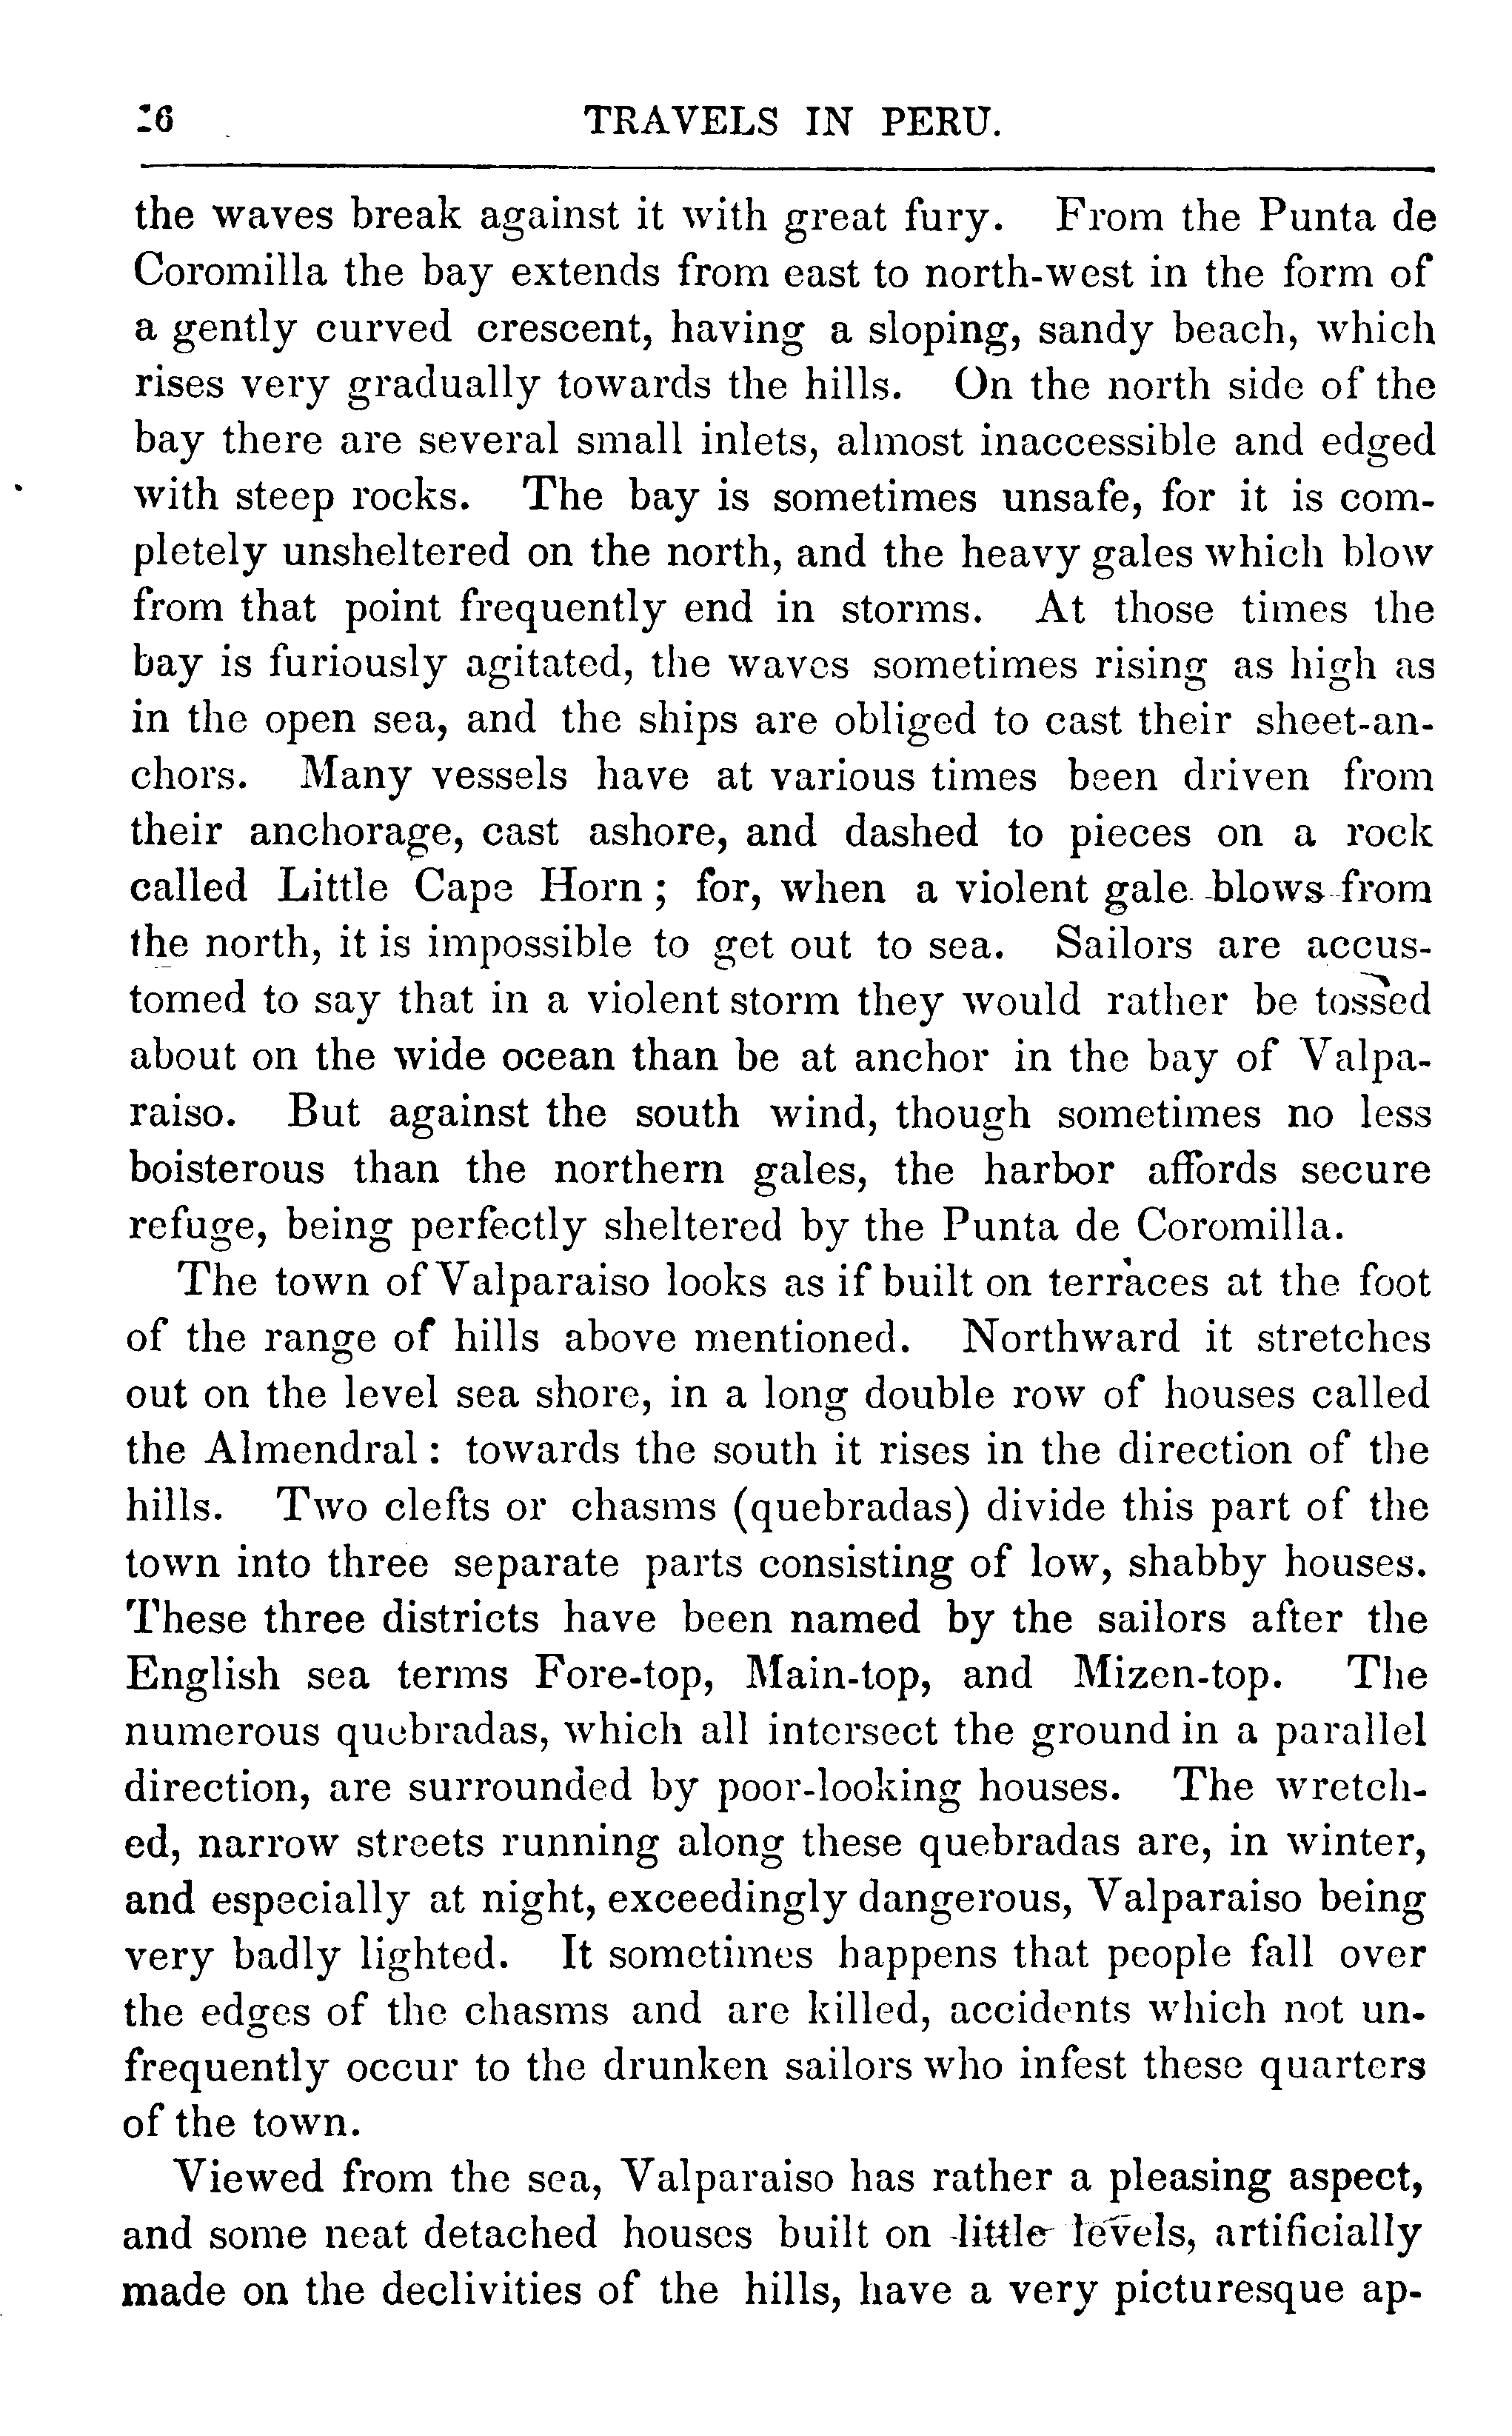 26 TRAVELS IN PERU.
the waves break against it with great fury. From the Punta de
Coromilla the bay extends from east to north-west in the form of
a gently curved crescent, having a sloping, sandy beach, which
rises very gradually towards the hills. On the north side of the
bay there are several small inlets, almost inaccessible and edged
with steep rocks. The bay is sometimes unsafe, for it is com-
pletely unsheltered on the north, and the heavy gales which blow
from that point frequently end in storms. At those times the
bay is furiously agitated, the waves sometimes rising as high as
in the open sea, and the ships are obliged to cast their sheet-an-
chors. Many vessels have at various times been driven from
their anchorage, cast ashore, and dashed to pieces on a rock
called Little Cape Horn; for, when a violent gale blows from
the north, it is impossible to get out to sea. Sailors are accus-
tomed to say that in a violent storm they would rather be tossed
about on the wide ocean than be at anchor in the bay of Valpa-
raiso. But against the south wind, though sometimes no less
boisterous than the northern gales, the harbor affords secure
refuge, being perfectly sheltered by the Punta de Coromilla.
The town of Valparaiso looks as if built on terraces at the foot
of the range of hills above mentioned. Northward it stretches
out on the level sea shore, in a long double row of houses called
the Almendral: towards the south it rises in the direction of the
hills. Two clefts or chasms (quebradas) divide this part of the
town into three separate parts consisting of low, shabby houses.
These three districts have been named by the sailors after the
English sea terms Fore-top, Main-top, and Mizen-top. The
numerous quebradas, which all intersect the ground in a parallel
direction, are surrounded by poor-looking houses. The wretch-
ed, narrow streets running along these quebradas are, in winter,
and especially at night, exceedingly dangerous, Valparaiso being
very badly lighted. It sometimes happens that people fall over
the edges of the chasms and are killed, accidents which not un-
frequently occur to the drunken sailors who infest these quarters
of the town.
Viewed from the sea, Valparaiso has rather a pleasing aspect,
and some neat detached houses built on little levels, artificially
made on the declivities of the hills, have a very picturesque ap-